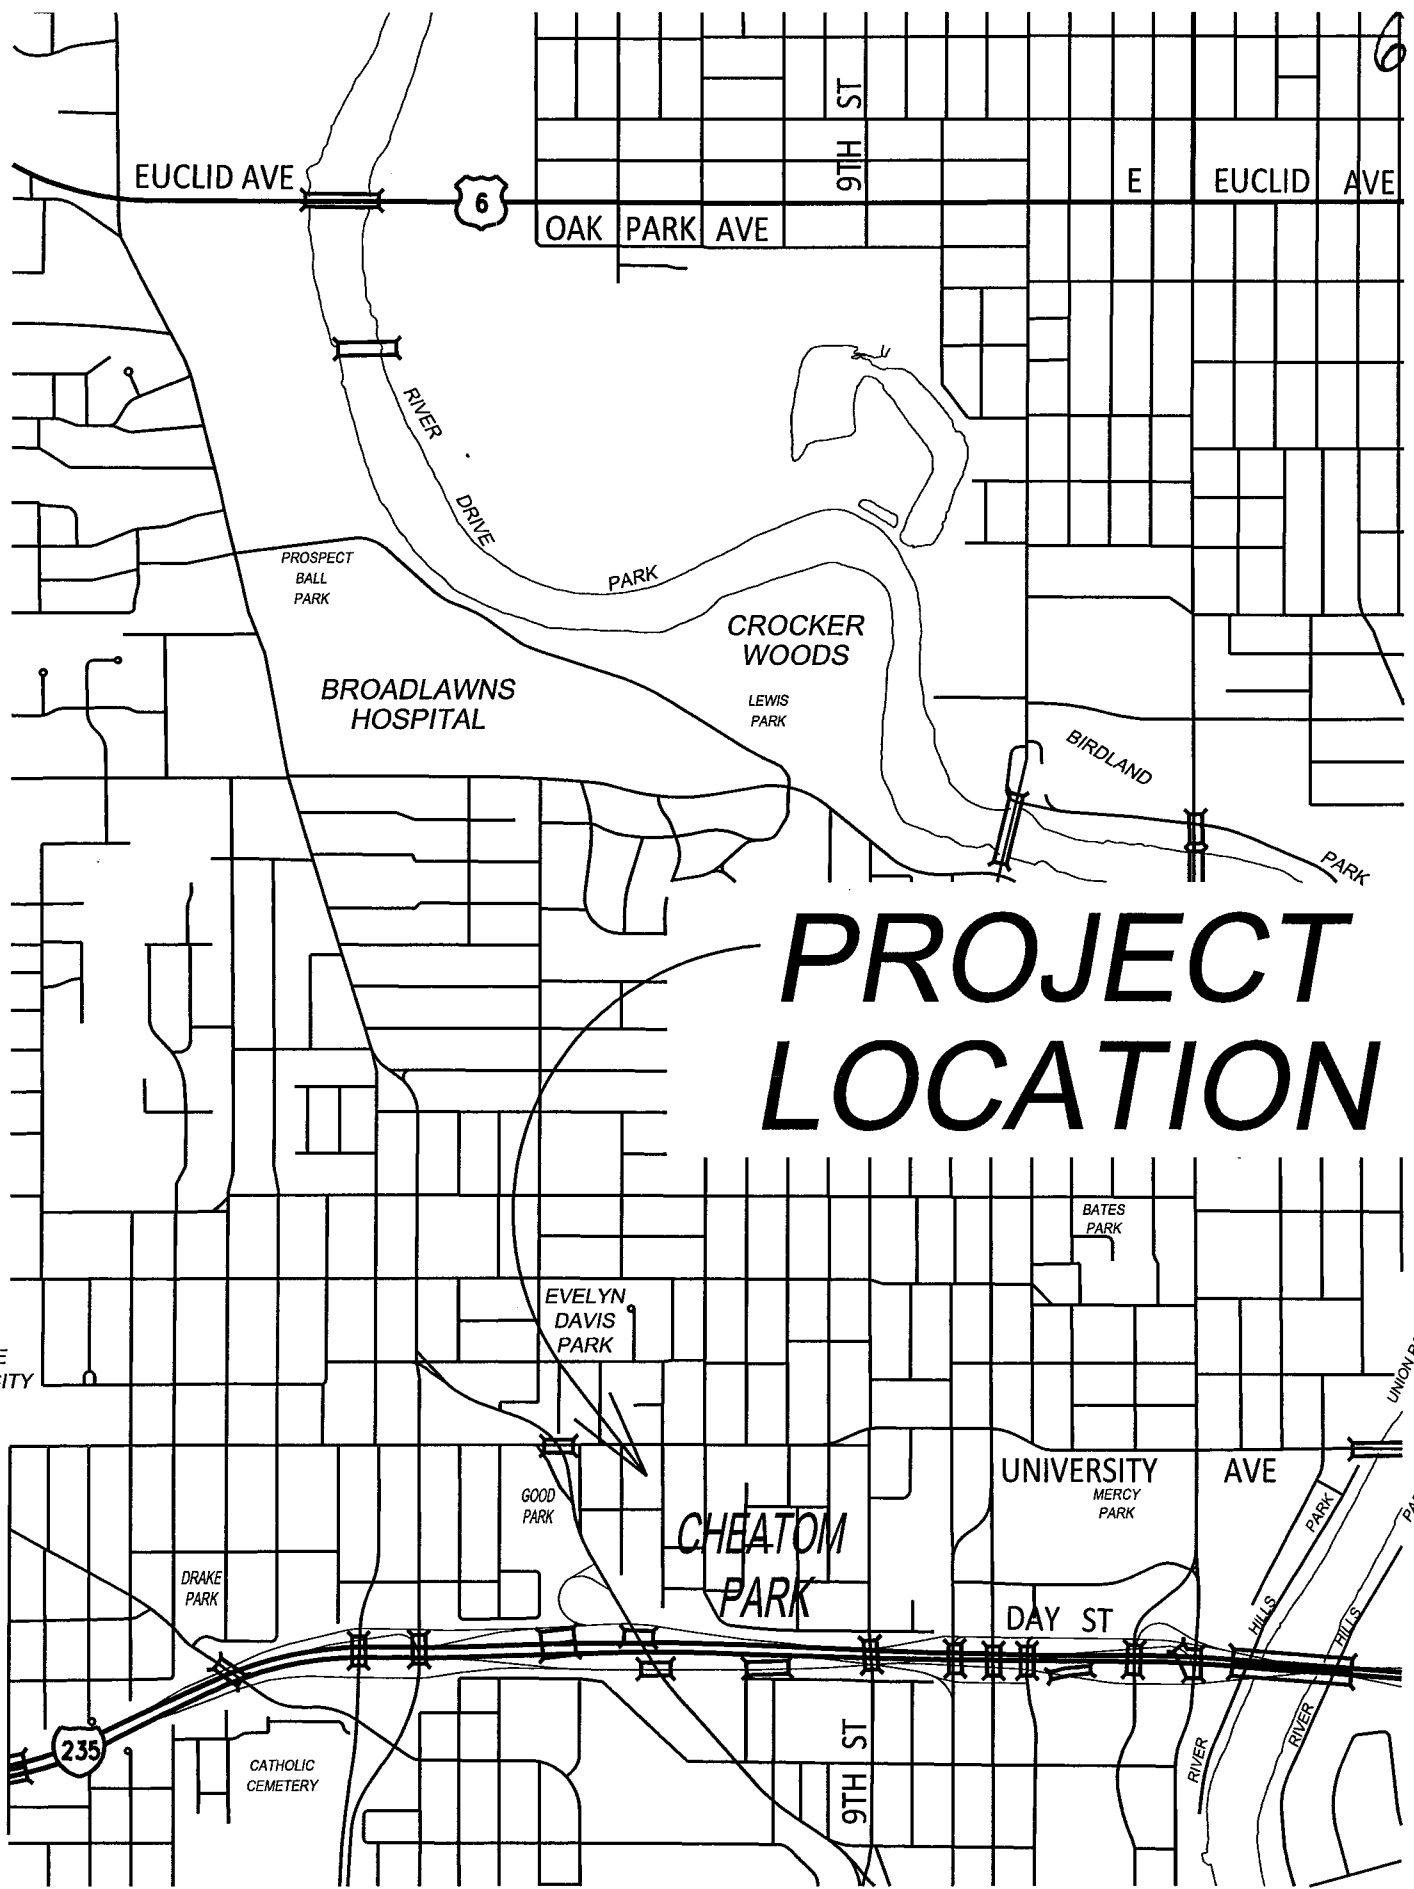 6
ST
9TH
EUCLID AVE
6
E EUCLID AVE
OAK PARK AVE
RIVER
DRIVE
PROSPECT
BALL
PARK
PARK
CROCKER
WOODS
BROADLAWNS
HOSPITAL
LEWIS
PARK
BIRDLAND
PARK
PROJECT
LOCATION
BATES
PARK
EVELYN
DAVIS
PARK
UNIVERSITY AVE
MERCY
PARK
GOOD
PARK
CHEATOM
PARK
DRAKE
PARK
DAY ST
PARK
HILLS
RIVER
HILLS
RIVER
235
CATHOLIC
CEMETERY
9TH ST